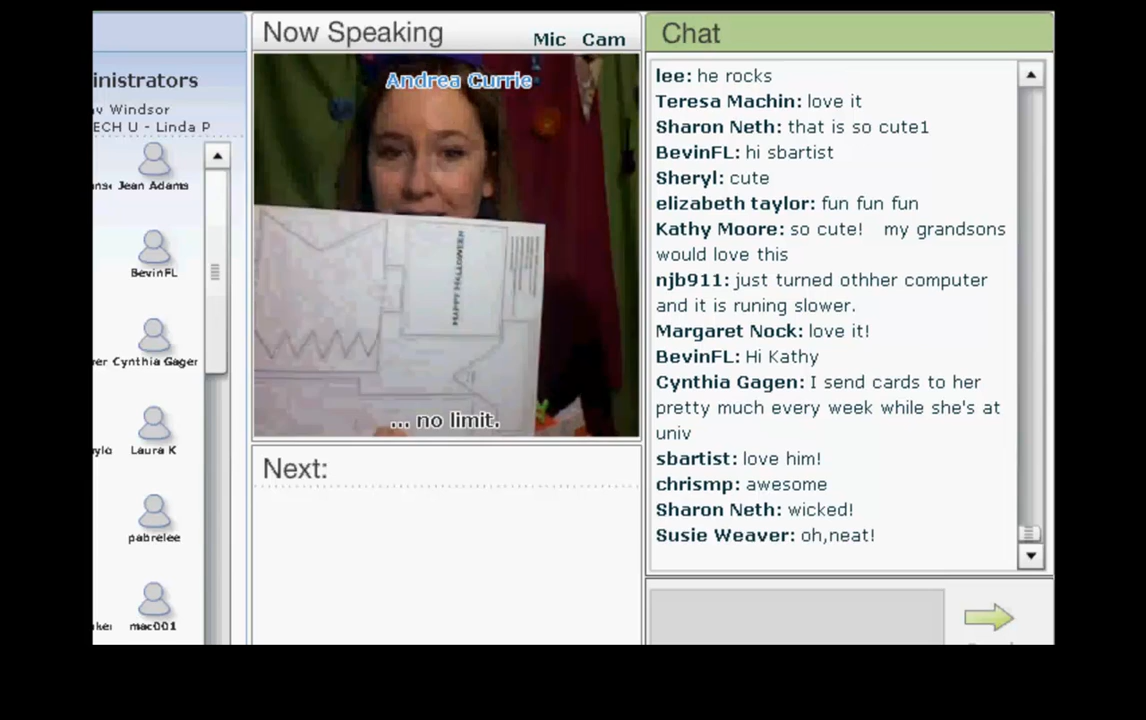 Now Speaking
Mic Cam
Chat
inistrators
Windsor
ECH U - Linda P
Jean Adams
BevinFL
Cynthia Gager
Laura K
pabrelee
mac001
Andrea Currie
HAPPY HALLOWEEN
... no limit.
Next:
lee: he rocks
Teresa Machin: love it
Sharon Neth: that is so cute1
BevinFL: hi sbartist
Sheryl: cute
elizabeth taylor: fun fun fun
Kathy Moore: so cute! my grandsons
would love this
njb911: just turned othher computer
and it is runing slower.
Margaret Nock: love it!
BevinFL: Hi Kathy
Cynthia Gagen: I send cards to her
pretty much every week while she's at
univ
sbartist: love him!
chrismp: awesome
Sharon Neth: wicked!
Susie Weaver: oh,neat!